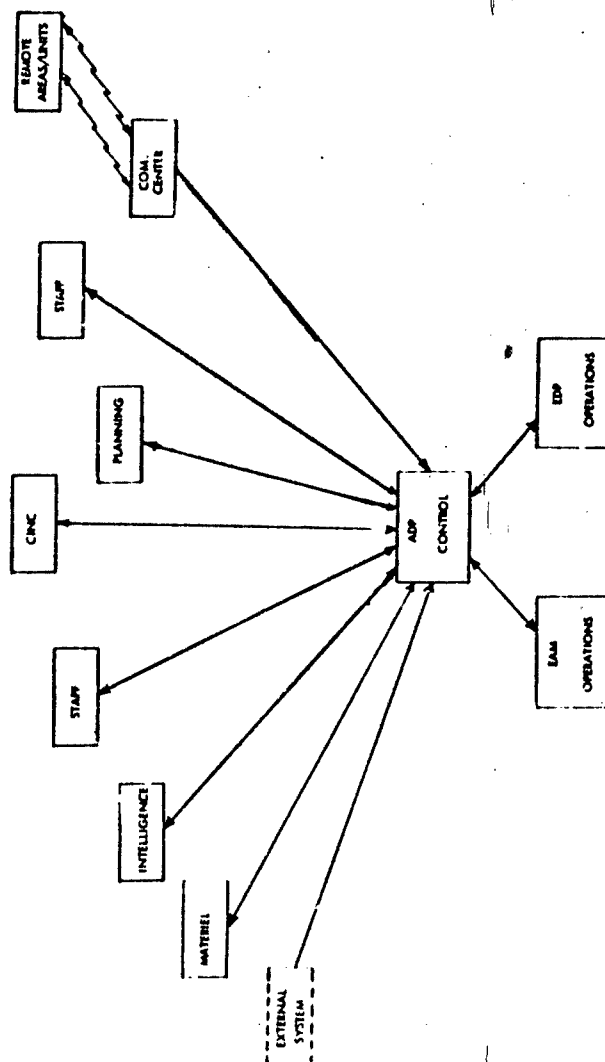 REMOTE
AREAS/UNITS
COM.
CENTER
STAFF
PLANNING
CINC
STAFF
INTELLIGENCE
MATERIEL
EXTERNAL
SYSTEM
ADP
CONTROL
EAM
OPERATIONS
EDP
OPERATIONS